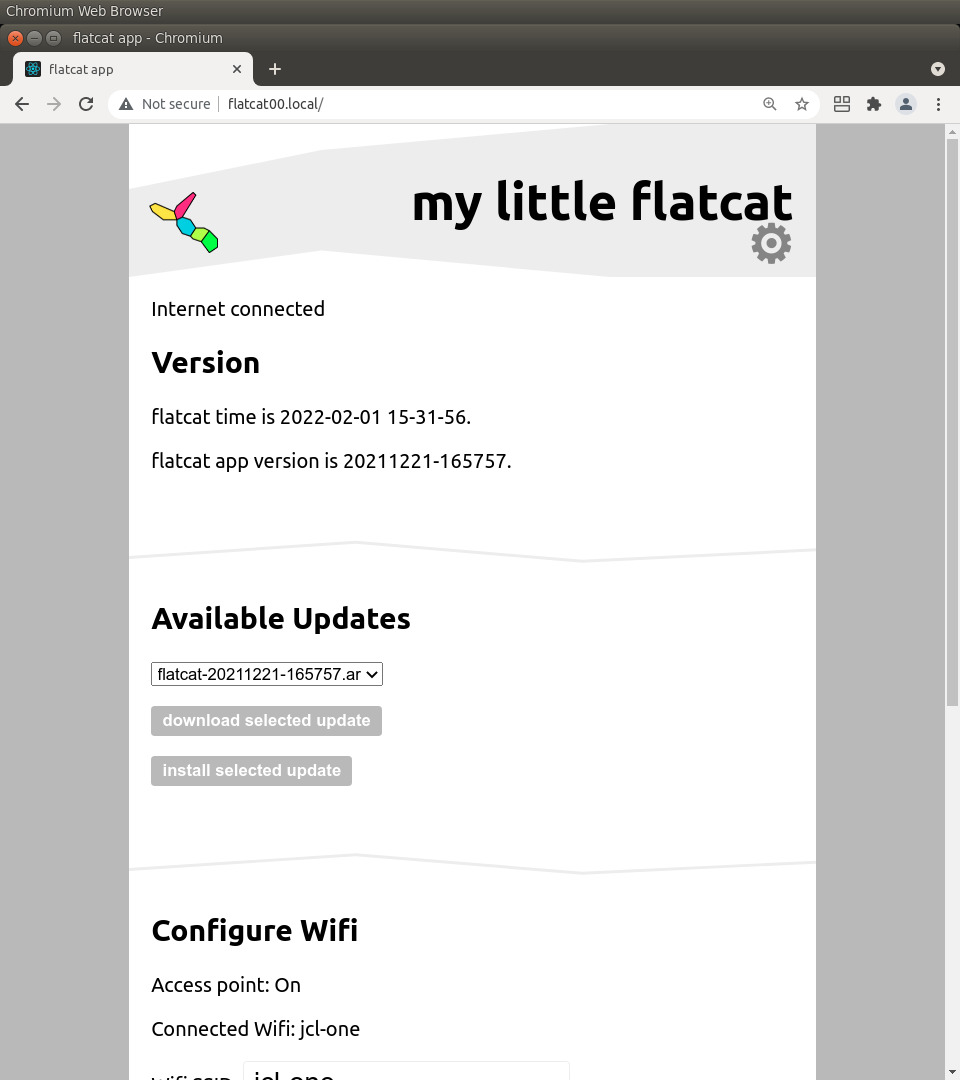 Chromium Web Browser
flatcat app - Chromium
flatcat app
Not secure flatcat00.local/
my little flatcat
Internet connected
Version
flatcat time is 2022-02-01 15-31-56.
flatcat app version is 20211221-165757.
Available Updates
flatcat-20211221-165757.ar
download selected update
install selected update
Configure Wifi
Access point: On
Connected Wifi: jcl-one
Wifi SSID jcl-one